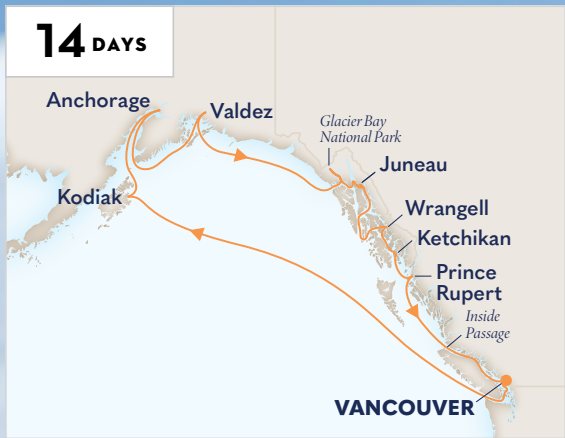 14 DAYS
Anchorage
Valdez
Glacier Bay
National Park
Juneau
Kodiak
Wrangell
Ketchikan
Prince
Rupert
Inside
Passage
VANCOUVER